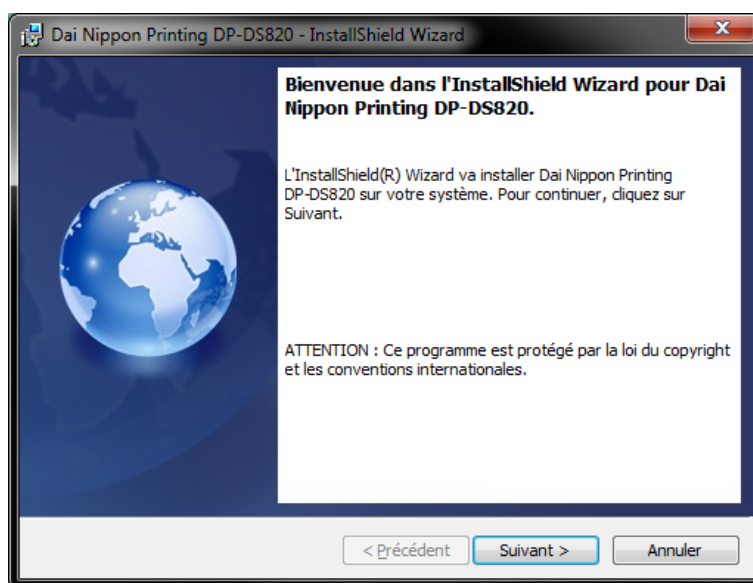 Dai Nippon Printing DP-DS820 - InstallShield Wizard
Bienvenue dans l'InstallShield Wizard pour Dai
Nippon Printing DP-DS820.
L'InstallShield(R) Wizard va installer Dai Nippon Printing
DP-DS820 sur votre système. Pour continuer, cliquez sur
Suivant.
ATTENTION : Ce programme est protégé par la loi du copyright
et les conventions internationales.
< Précédent Suivant > Annuler